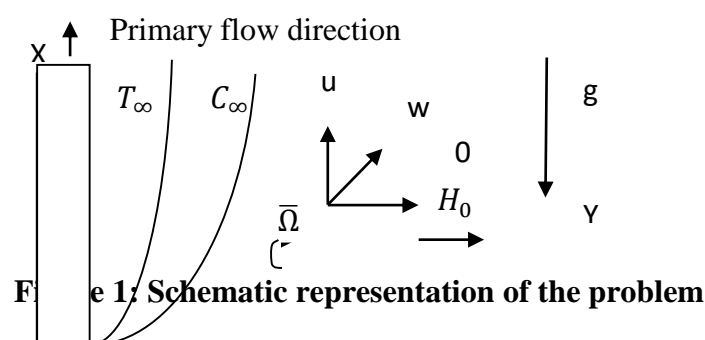 Primary flow direction
X
T∞ C∞ u w g
0
Ω̅ H₀ Y
e 1: Schematic representation of the problem